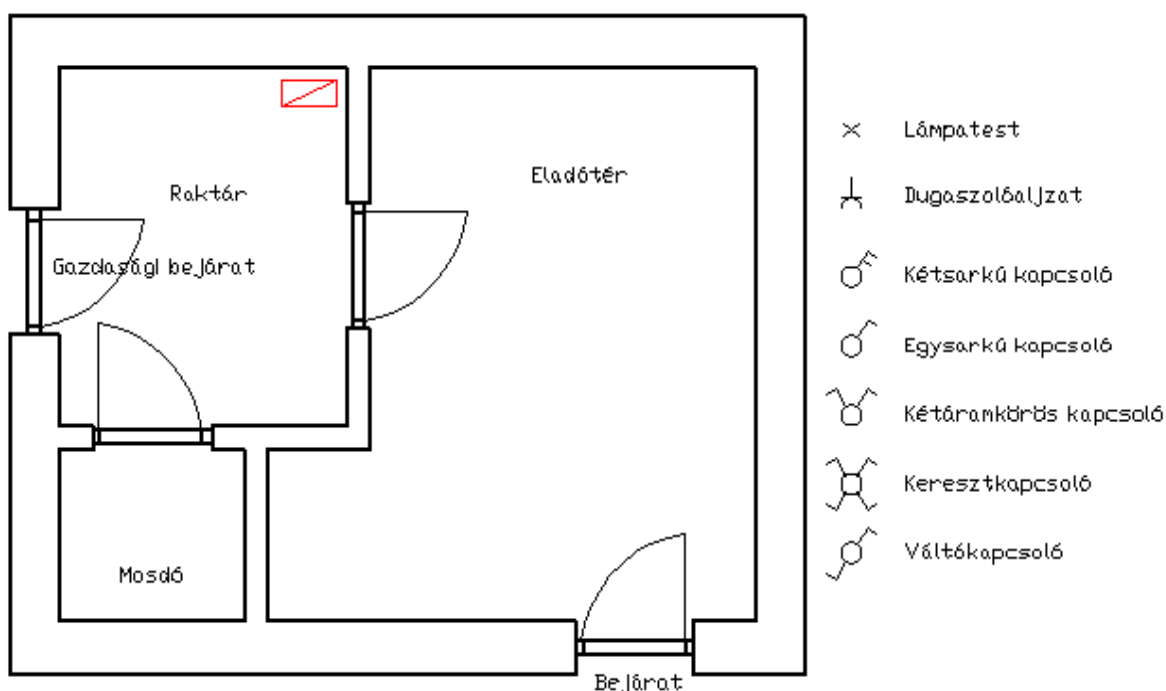 Raktár
Eladótér
Gazdasági bejárat
Mosdó
Bejárat
Lámpatest
Dugaszolóaljzat
Kétsarkú kapcsoló
Egysarkú kapcsoló
Kétáramkörös kapcsoló
Keresztkapcsoló
Váltókapcsoló